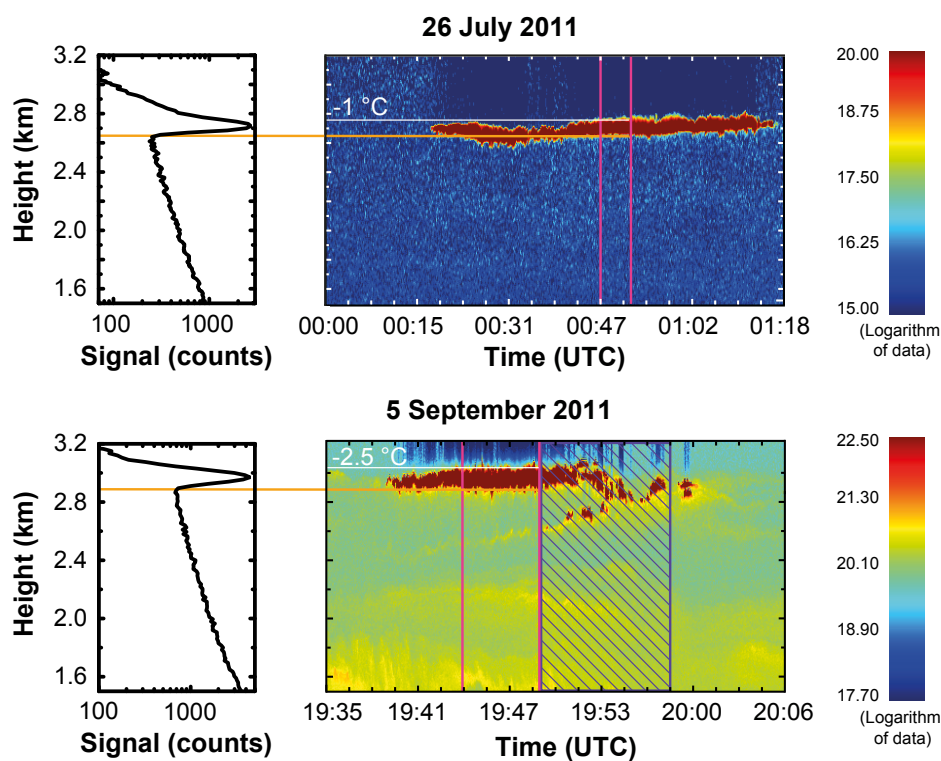 26 July 2011
3.2
2.8
2.4
2.0
1.6
Height (km)
100 1000
Signal (counts)
-1 °C
00:00 00:15 00:31 00:47 01:02 01:18
Time (UTC)
20.00
18.75
17.50
16.25
15.00
(Logarithm
of data)
5 September 2011
3.2
2.8
2.4
2.0
1.6
Height (km)
100 1000
Signal (counts)
-2.5 °C
19:35 19:41 19:47 19:53 20:00 20:06
Time (UTC)
22.50
21.30
20.10
18.90
17.70
(Logarithm
of data)